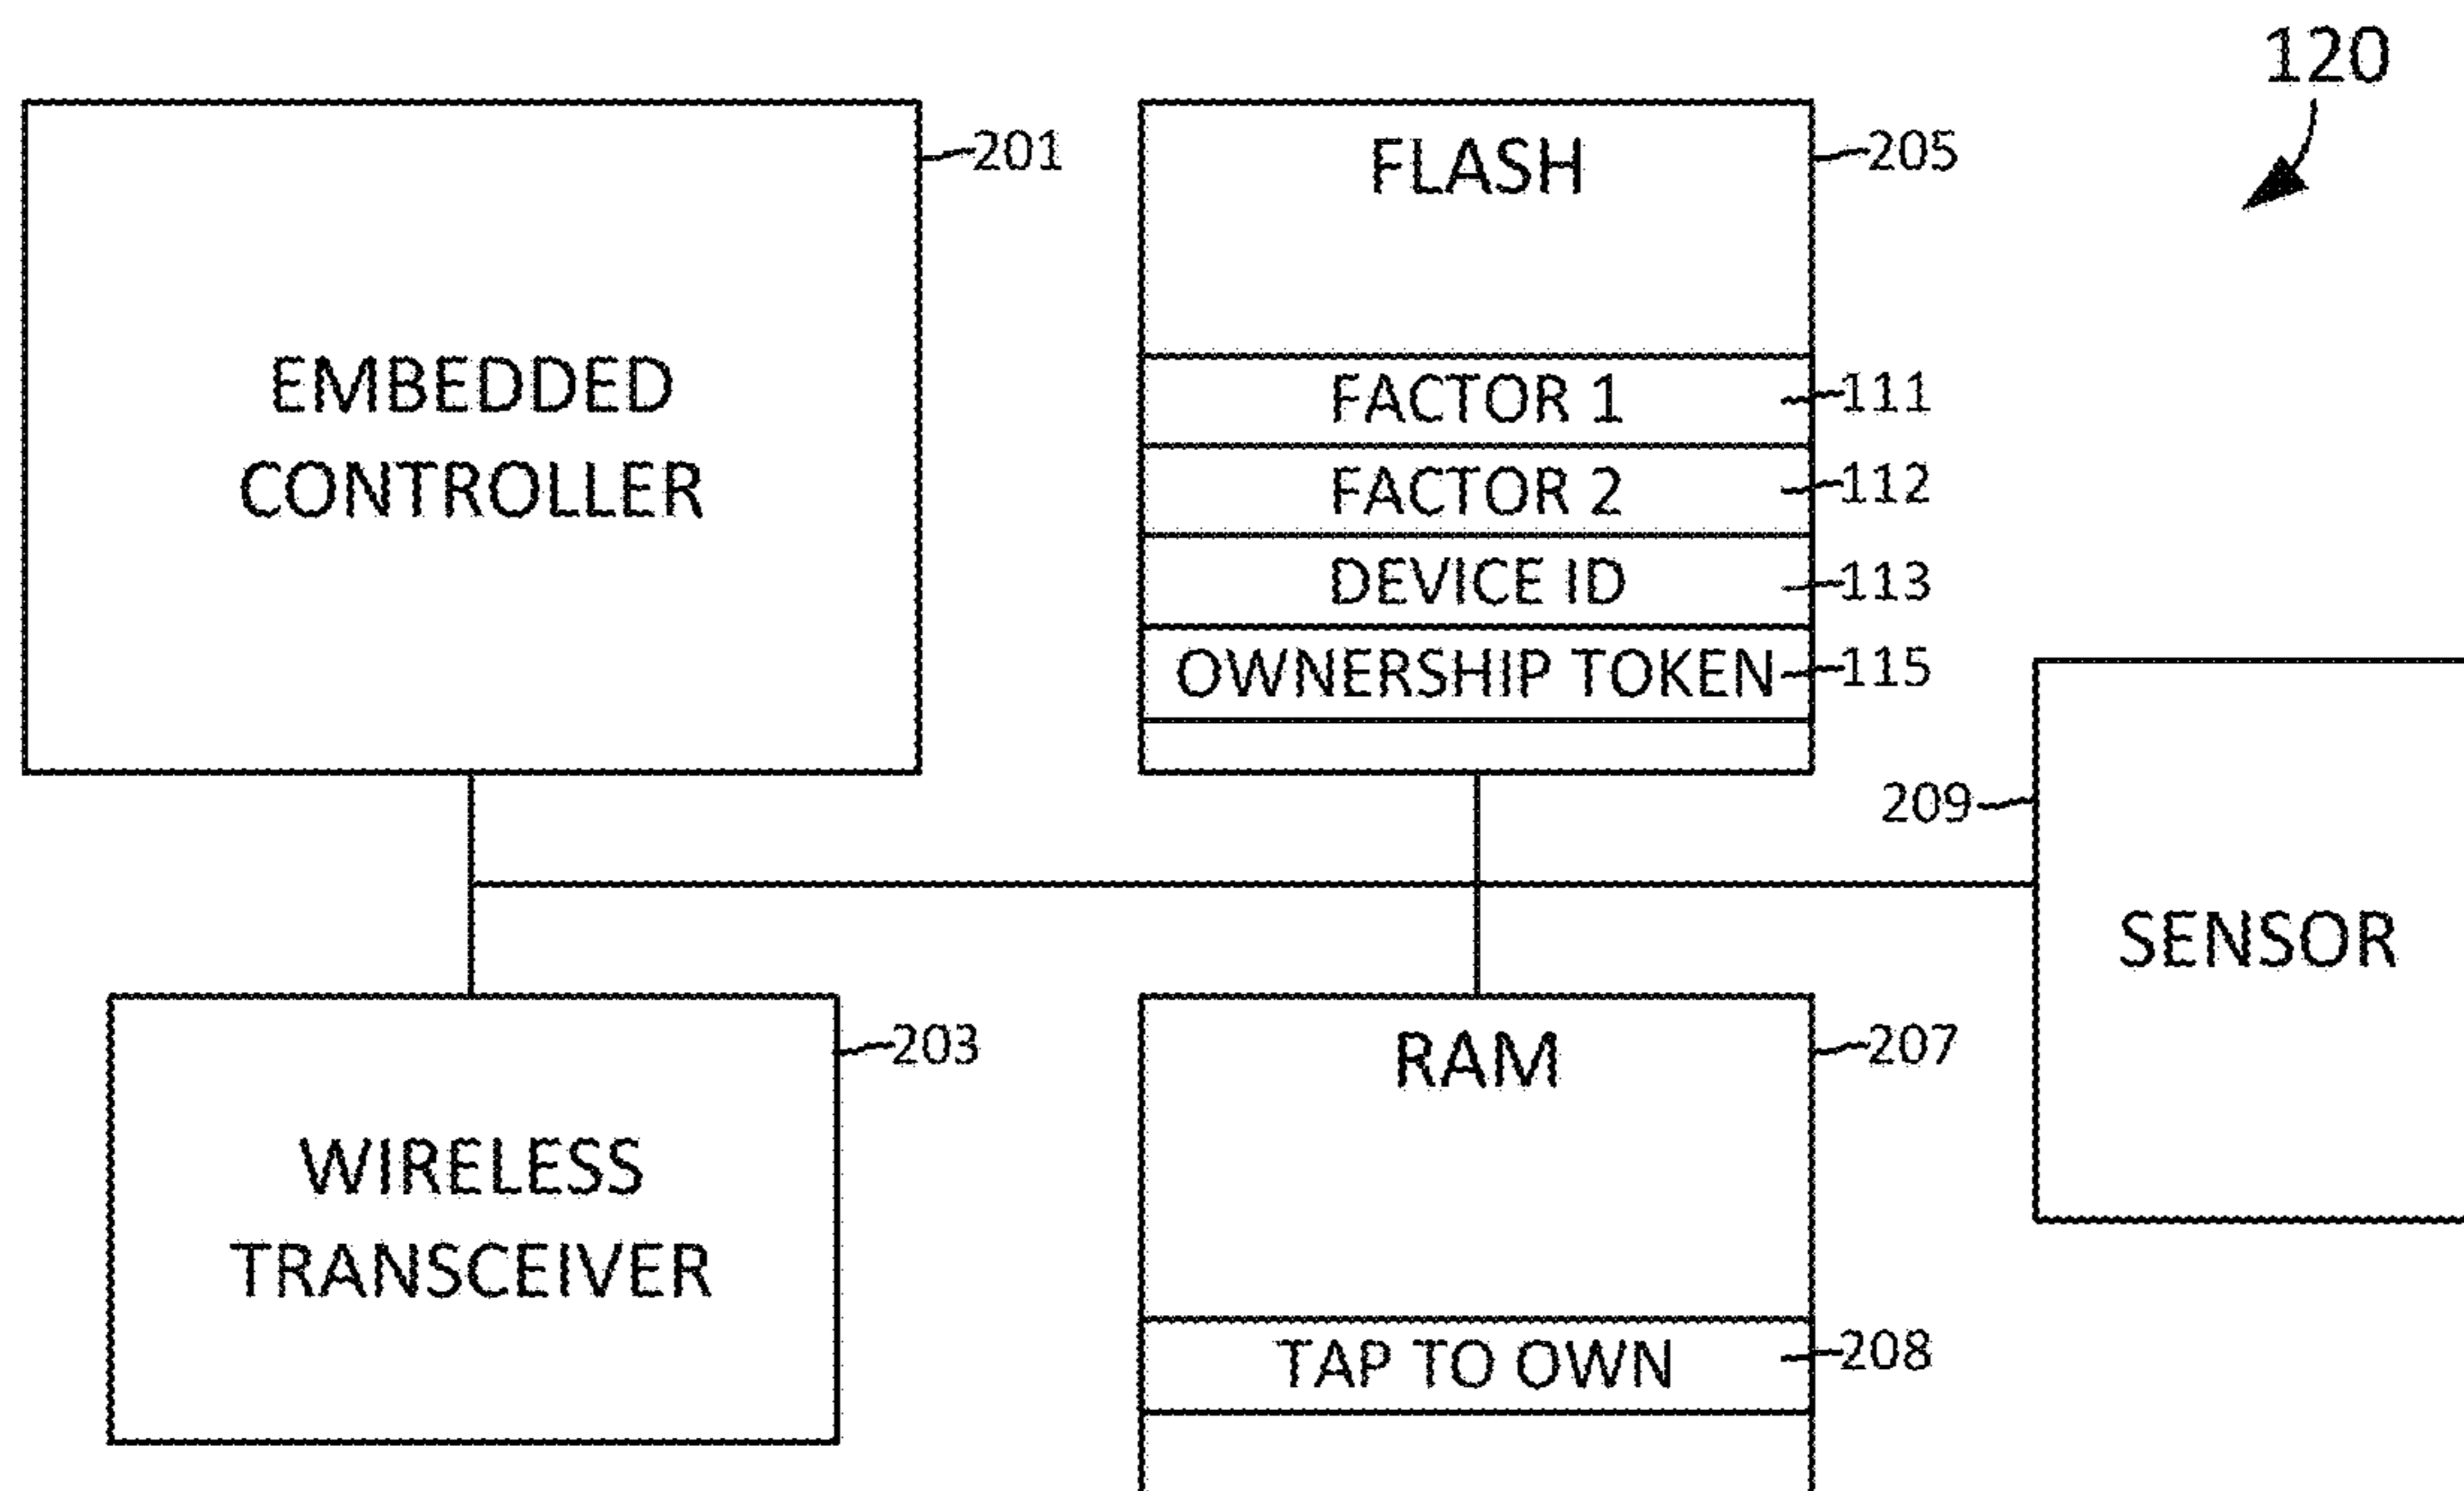 120
EMBEDDED
CONTROLLER
201
FLASH
205
FACTOR 1
111
FACTOR 2
112
DEVICE ID
113
OWNERSHIP TOKEN
115
209
SENSOR
WIRELESS
TRANSCEIVER
203
RAM
207
TAP TO OWN
208